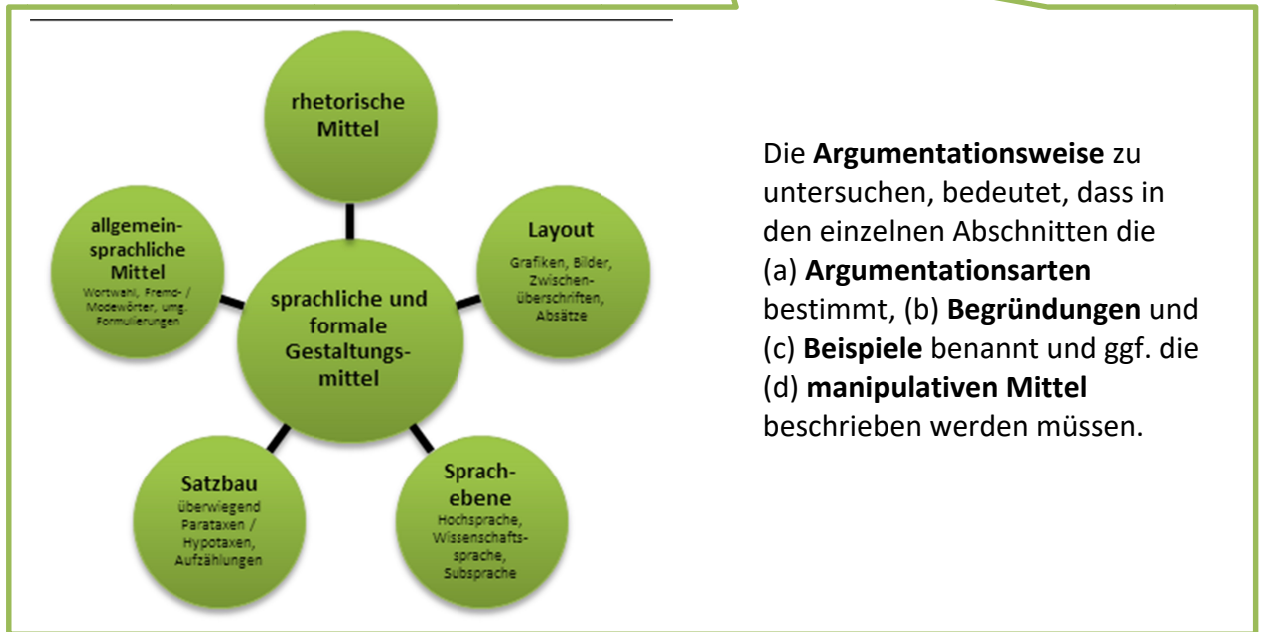 rhetorische
Mittel
allgemein-
sprachliche
Mittel
Wortwahl, Fremd- /
Modewörter, umg.
Formulierungen
Layout
Grafiken, Bilder,
Zwischen-
überschriften,
Absätze
sprachliche und
formale
Gestaltungs-
mittel
Satzbau
überwiegend
Parataxen /
Hypotaxen,
Aufzählungen
Sprach-
ebene
Hochsprache,
Wissenschafts-
sprache,
Subsprache
Die Argumentationsweise zu
untersuchen, bedeutet, dass in
den einzelnen Abschnitten die
(a) Argumentationsarten
bestimmt, (b) Begründungen und
(c) Beispiele benannt und ggf. die
(d) manipulativen Mittel
beschrieben werden müssen.